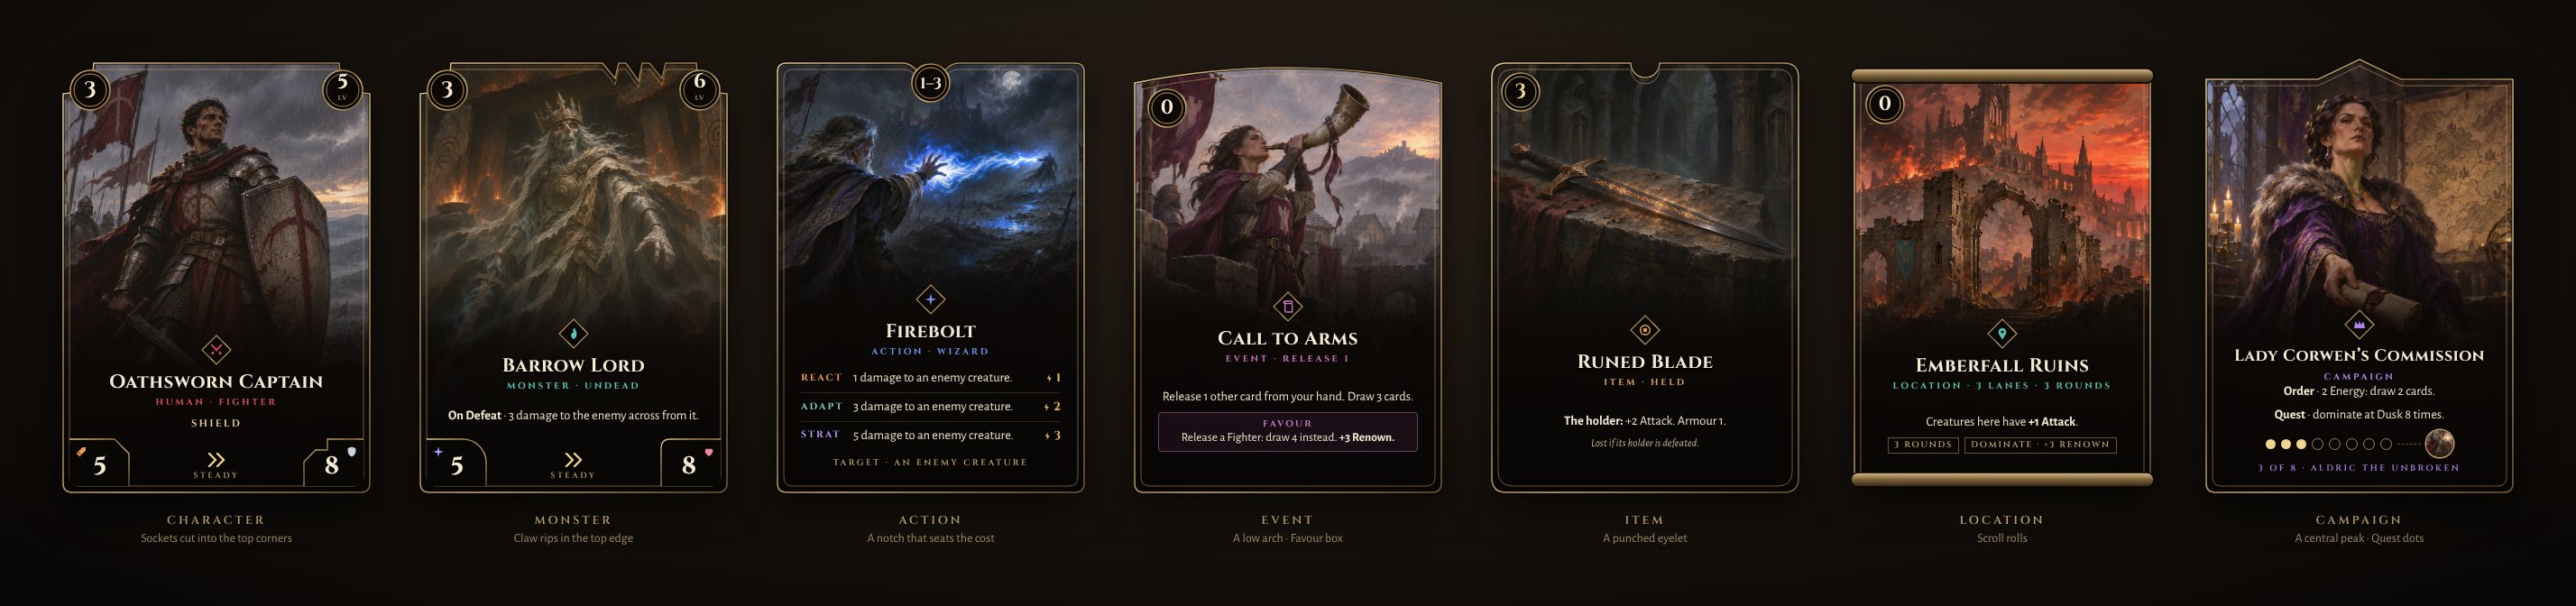 3
5
LV
OATHSWORN CAPTAIN
HUMAN · FIGHTER
SHIELD
5
STEADY
8
CHARACTER
Sockets cut into the top corners
3
6
LV
BARROW LORD
MONSTER · UNDEAD
On Defeat · 3 damage to the enemy across from it.
5
STEADY
8
MONSTER
Claw rips in the top edge
1–3
FIREBOLT
ACTION · WIZARD
REACT 1 damage to an enemy creature. 1
ADAPT 3 damage to an enemy creature. 2
STRAT 5 damage to an enemy creature. 3
TARGET · AN ENEMY CREATURE
ACTION
A notch that seats the cost
0
CALL TO ARMS
EVENT · RELEASE 1
Release 1 other card from your hand. Draw 3 cards.
FAVOUR
Release a Fighter: draw 4 instead. +3 Renown.
EVENT
A low arch · Favour box
3
RUNED BLADE
ITEM · HELD
The holder: +2 Attack. Armour 1.
Lost if its holder is defeated.
ITEM
A punched eyelet
0
EMBERFALL RUINS
LOCATION · 3 LANES · 3 ROUNDS
Creatures here have +1 Attack.
3 ROUNDS
DOMINATE · +3 RENOWN
LOCATION
Scroll rolls
LADY CORWEN'S COMMISSION
CAMPAIGN
Order · 2 Energy: draw 2 cards.
Quest · dominate at Dusk 8 times.
3 OF 8 · ALDRIC THE UNBROKEN
CAMPAIGN
A central peak · Quest dots